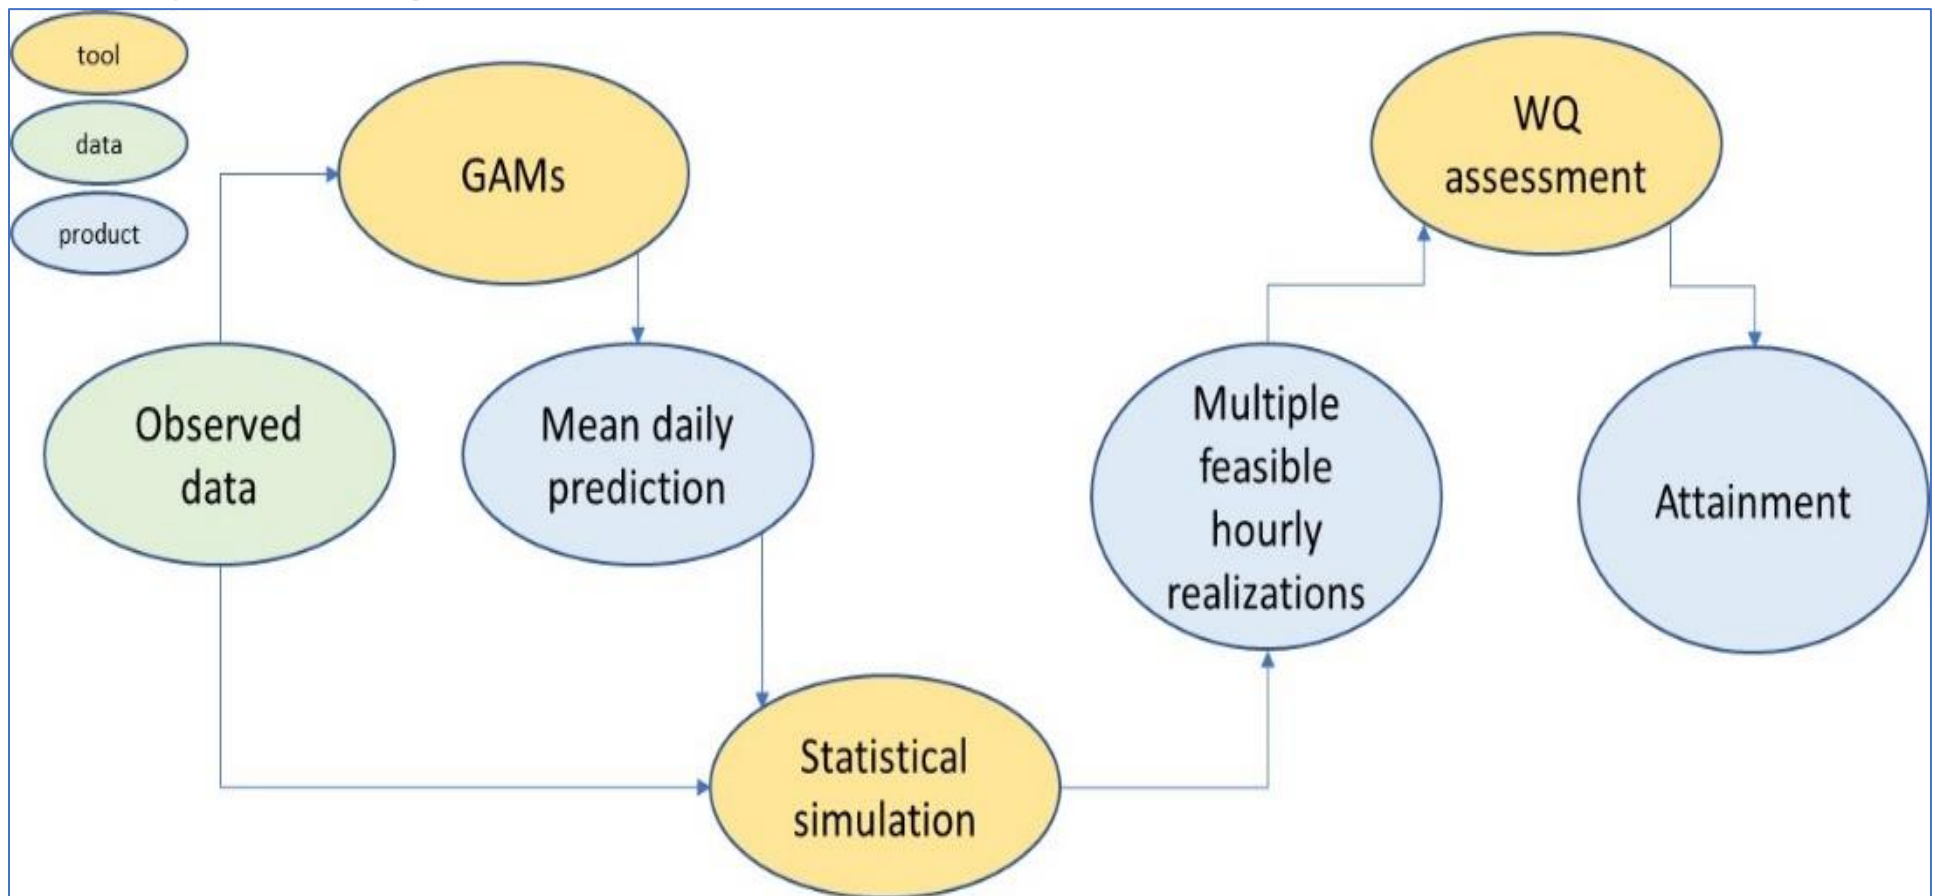 tool
data
product
GAMs
Observed
data
Mean daily
prediction
Statistical
simulation
Multiple
feasible
hourly
realizations
WQ
assessment
Attainment